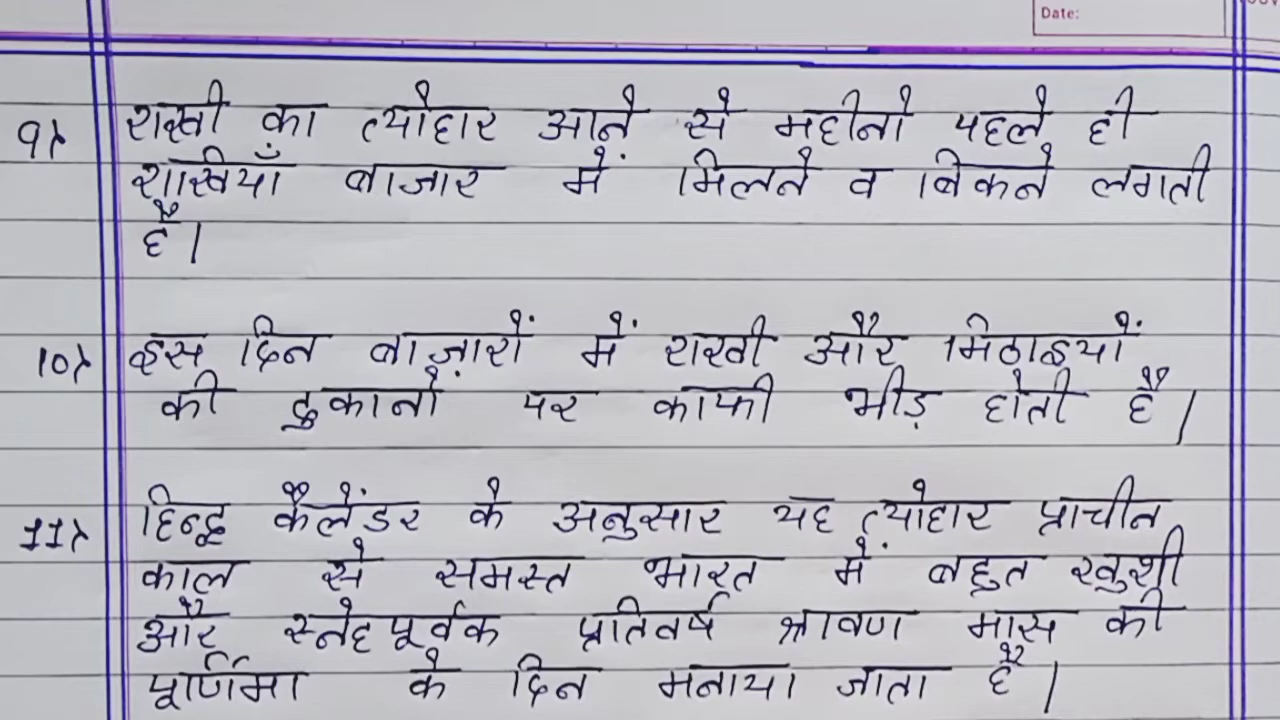 Date:
9) राखी का त्योहार आने से महीनो पहले ही
राखियाँ बाजार में मिलने व बिकने लगती
है।
10) इस दिन बाज़ारों में राखी और मिठाइयों
की दुकानो पर काफी भीड़ होती है।
11) हिन्दू कैलेंडर के अनुसार यह त्योहार प्राचीन
काल से समस्त भारत में बहुत खुशी
और स्नेहपूर्वक प्रतिवर्ष श्रावण मास की
पूर्णिमा के दिन मनाया जाता है।